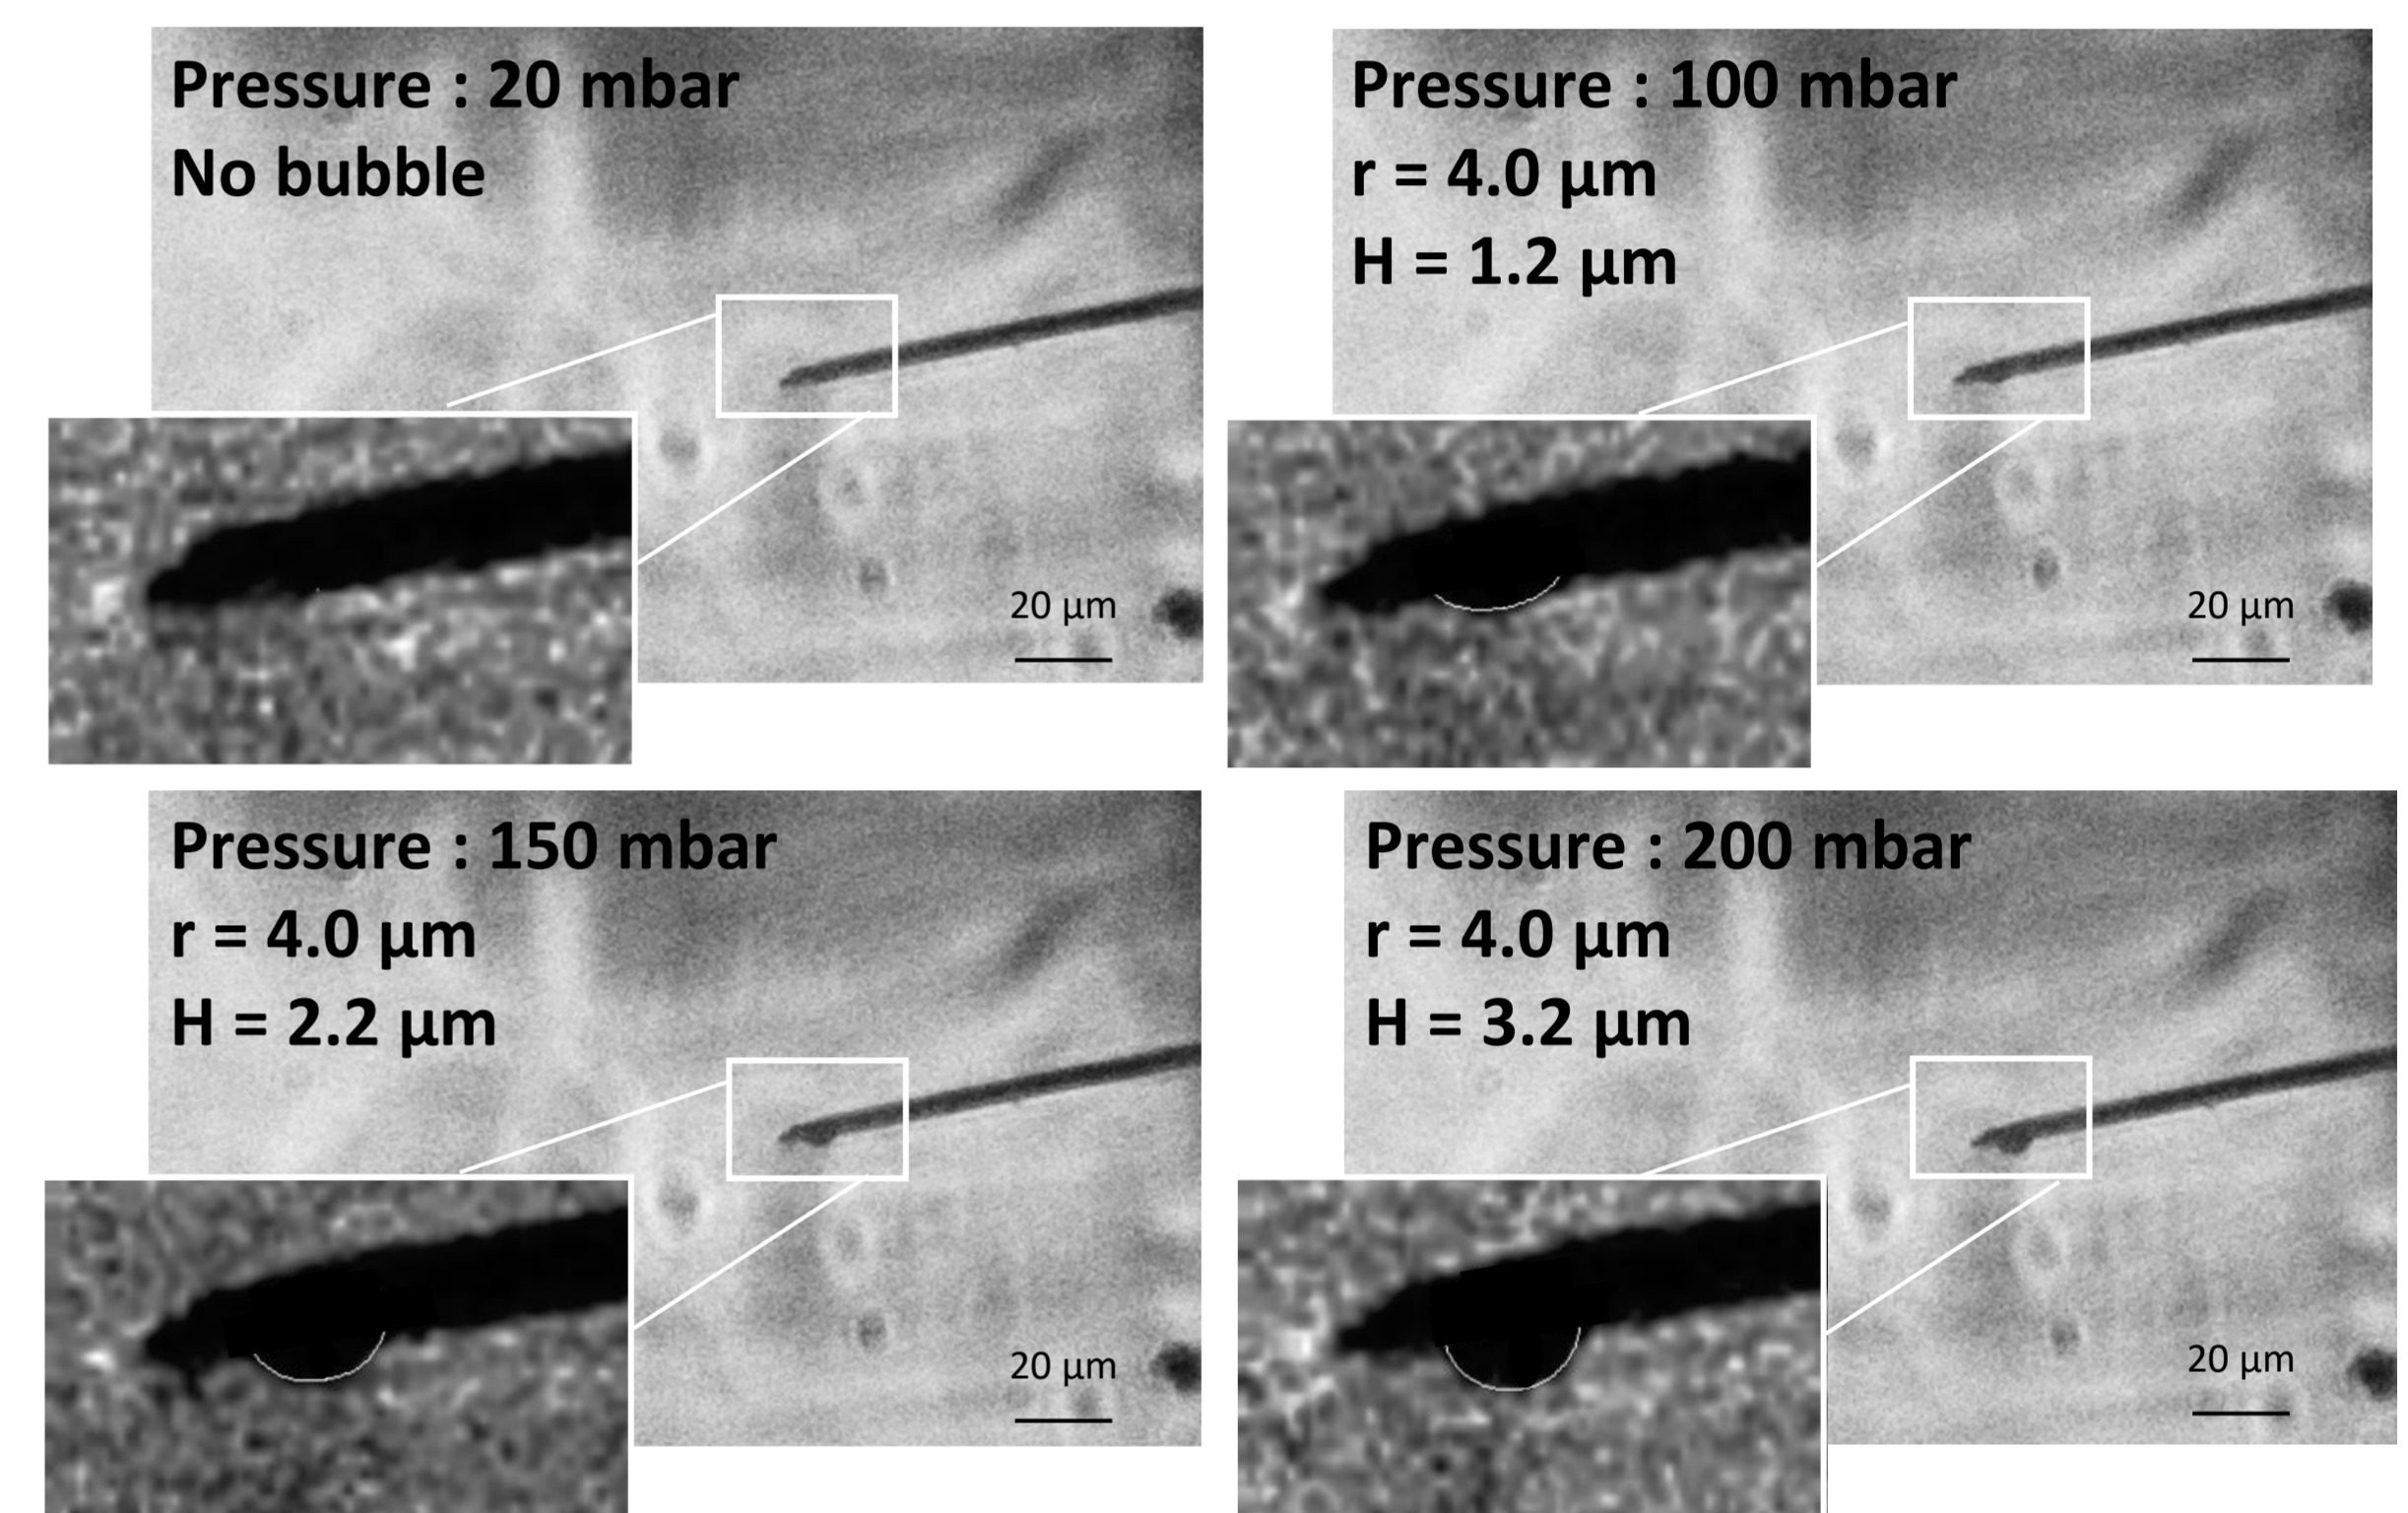 Pressure : 20 mbar
No bubble
20 µm
Pressure : 100 mbar
r = 4.0 µm
H = 1.2 µm
20 µm
Pressure : 150 mbar
r = 4.0 µm
H = 2.2 µm
20 µm
Pressure : 200 mbar
r = 4.0 µm
H = 3.2 µm
20 µm